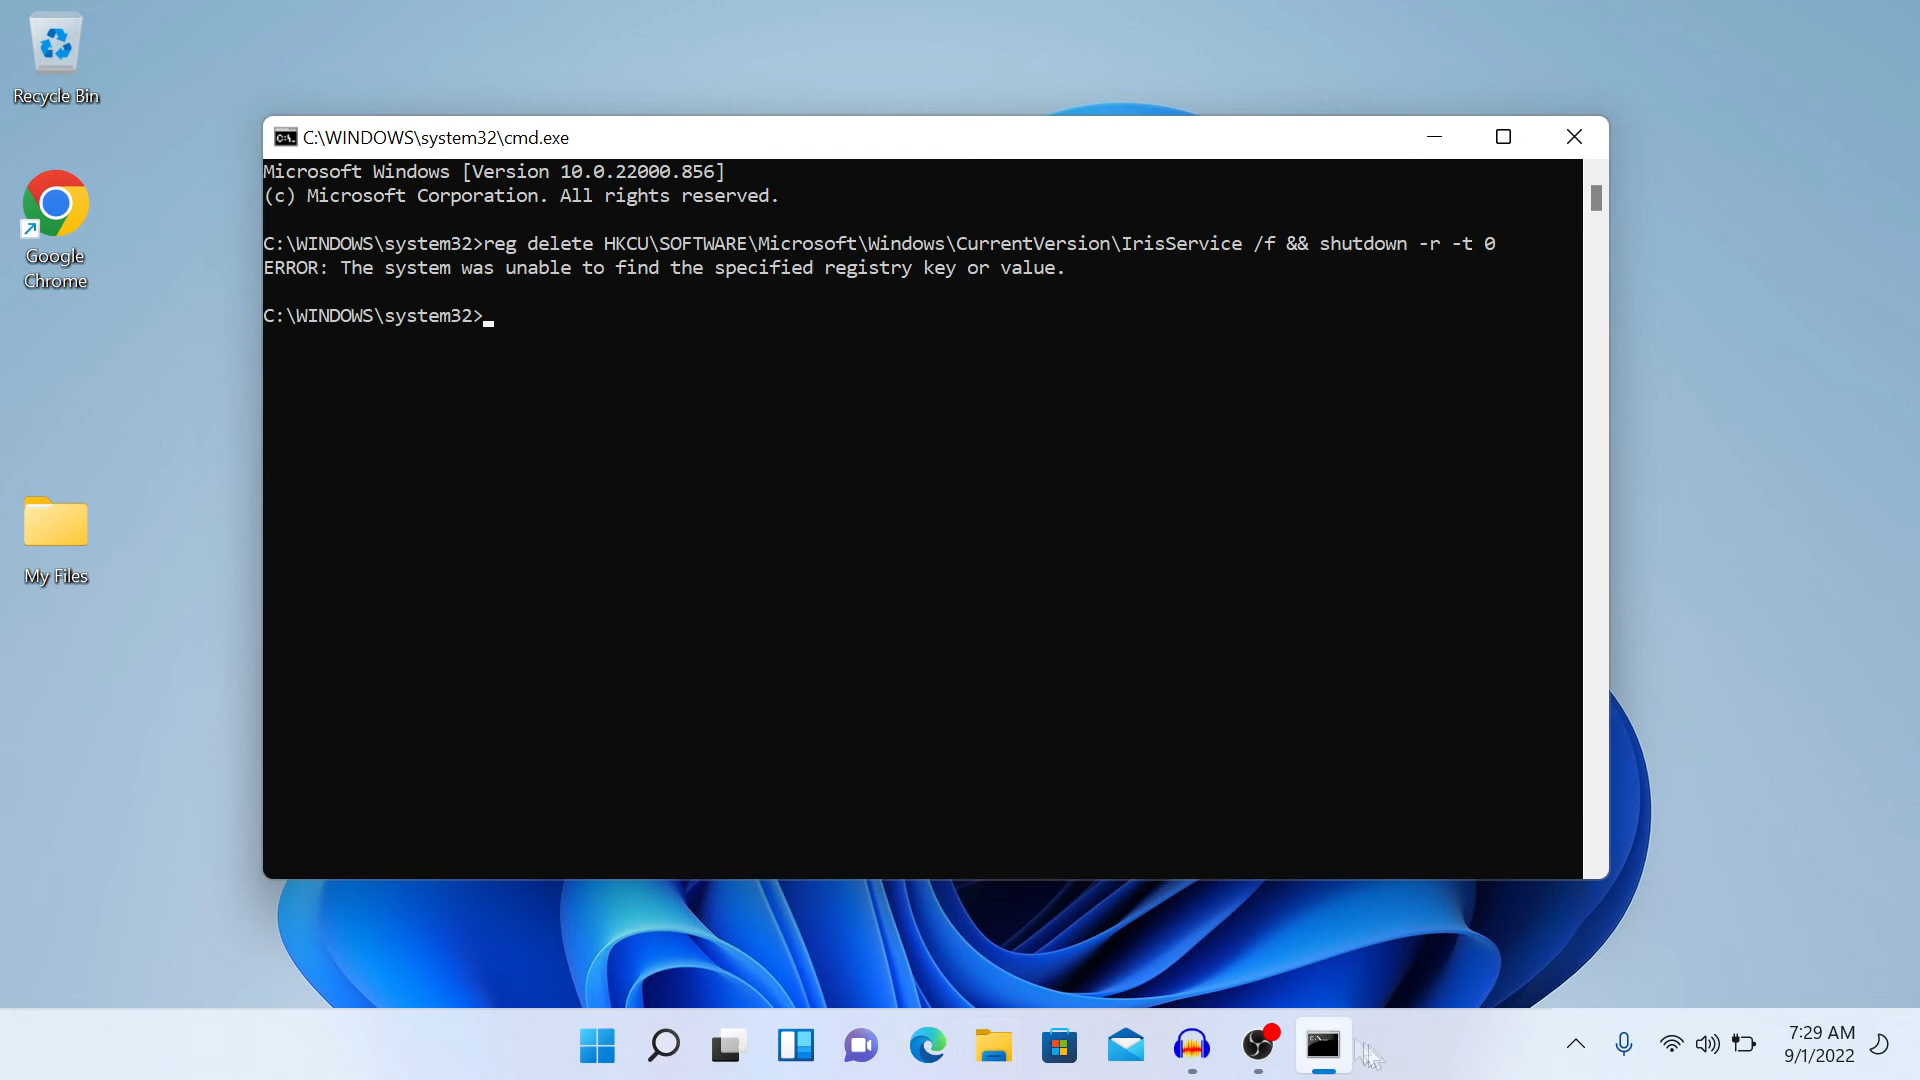 Recycle Bin
Google
Chrome
My Files
C:\WINDOWS\system32\cmd.exe
Microsoft Windows [Version 10.0.22000.856]
(c) Microsoft Corporation. All rights reserved.
C:\WINDOWS\system32>reg delete HKCU\SOFTWARE\Microsoft\Windows\CurrentVersion\IrisService /f && shutdown -r -t 0
ERROR: The system was unable to find the specified registry key or value.
C:\WINDOWS\system32>
7:29 AM
9/1/2022